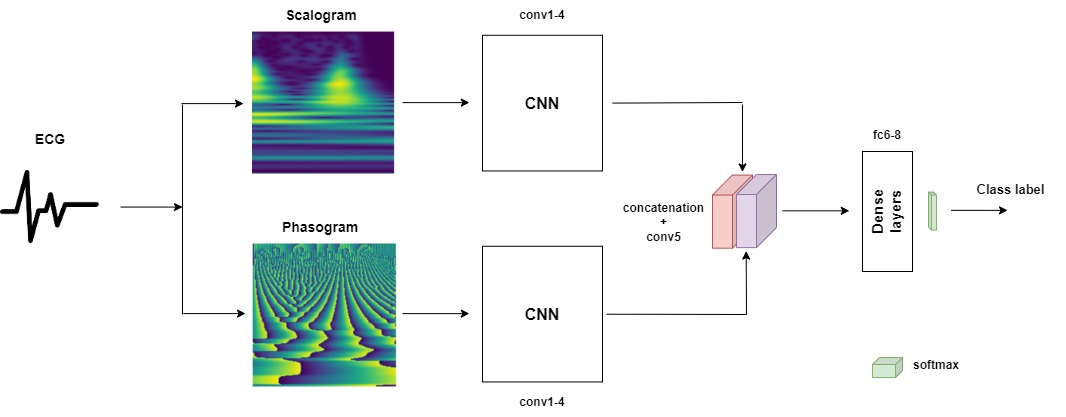 Scalogram
conv1-4
CNN
ECG
fc6-8
Dense
layers
Class label
concatenation
+
conv5
Phasogram
CNN
softmax
conv1-4